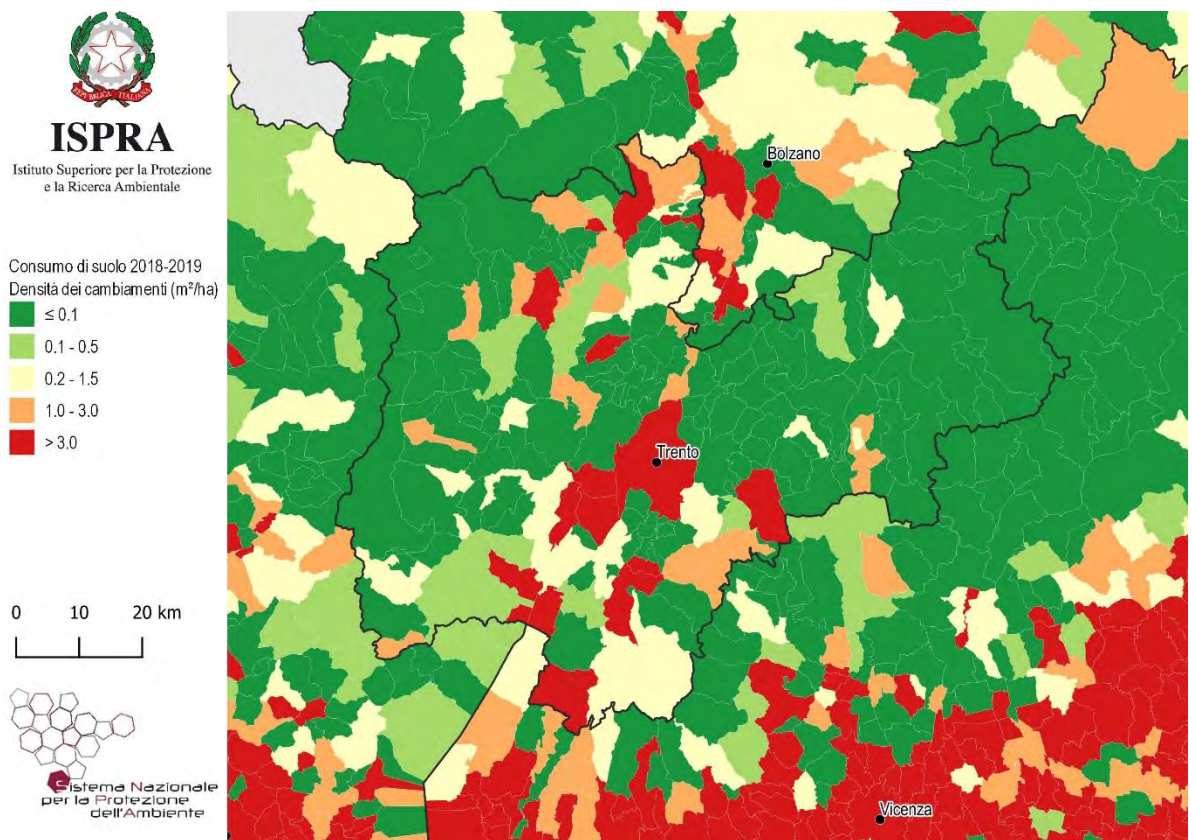 REPVBBLICA ITALIANA
ISPRA
Istituto Superiore per la Protezione
e la Ricerca Ambientale
Consumo di suolo 2018-2019
Densità dei cambiamenti (m²/ha)
≤ 0.1
0.1 - 0.5
0.2 - 1.5
1.0 - 3.0
> 3.0
0 10 20 km
Sistema Nazionale
per la Protezione
dell'Ambiente
Bolzano
Trento
Vicenza